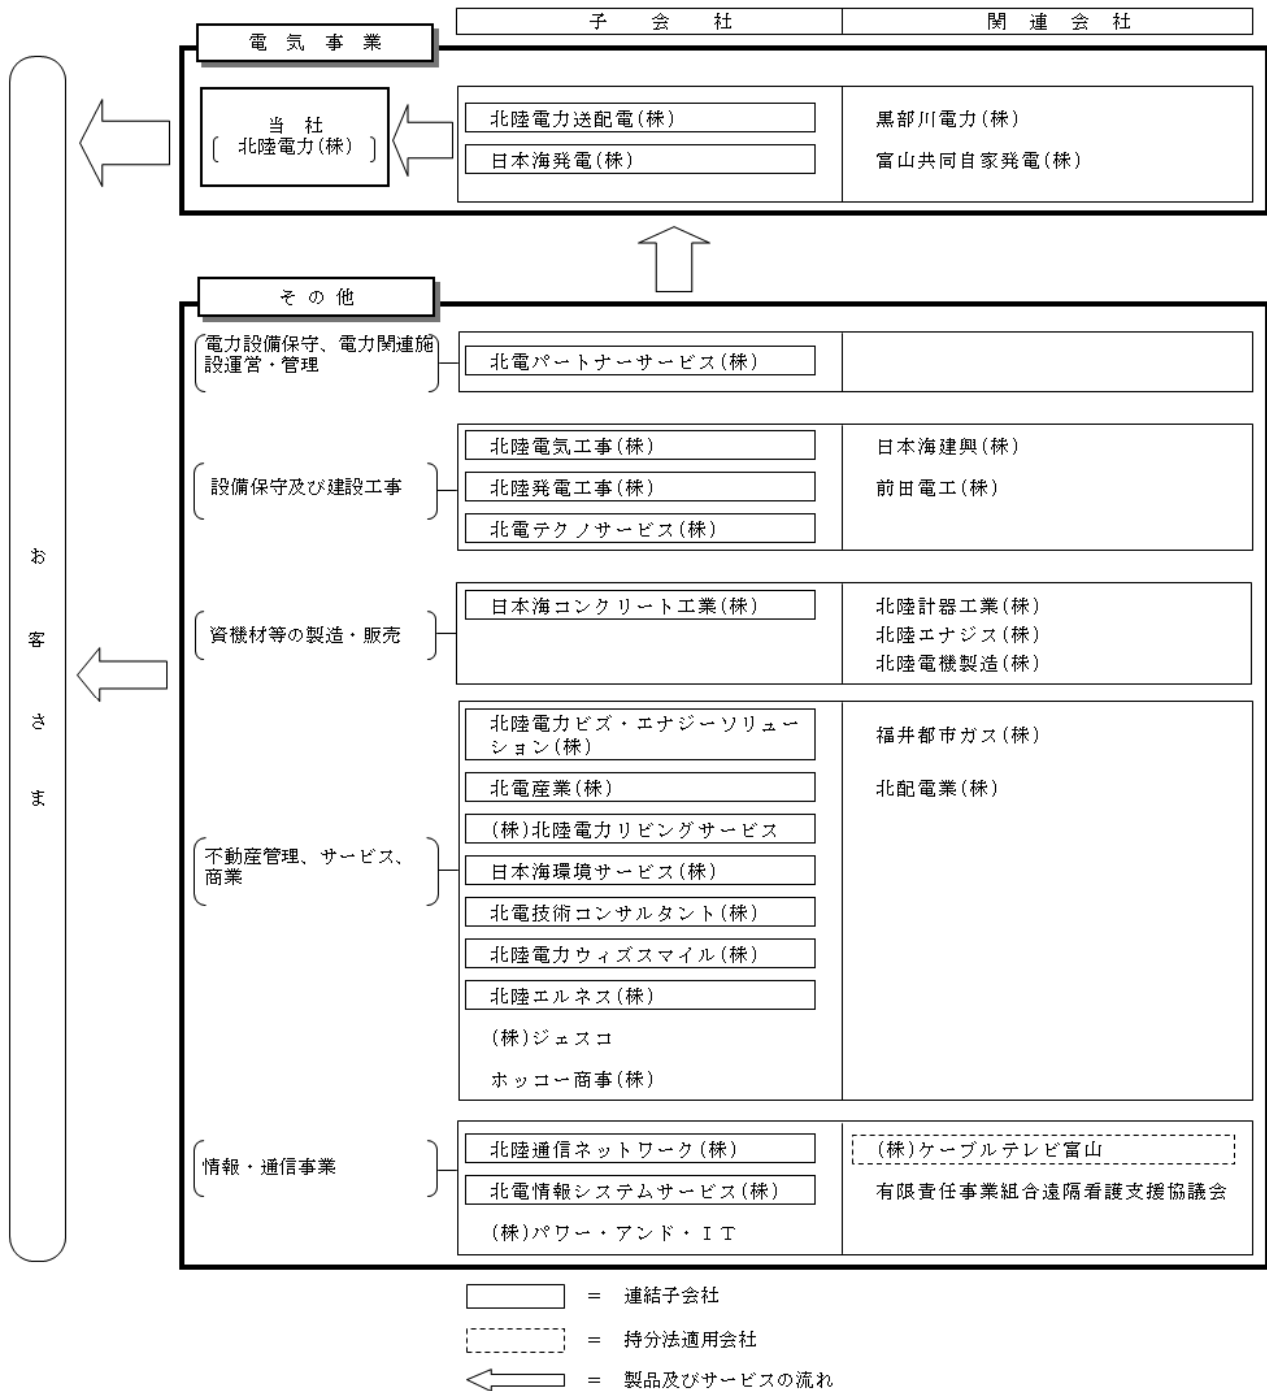 子　会　社
関　連　会　社
電　気　事　業
当　社
〔　北陸電力(株)　〕
北陸電力送配電(株)
黒部川電力(株)
日本海発電(株)
富山共同自家発電(株)
その他
電力設備保守、電力関連施
設運営・管理
北電パートナーサービス(株)
設備保守及び建設工事
北陸電気工事(株)
日本海建興(株)
北陸発電工事(株)
前田電工(株)
北電テクノサービス(株)
資機材等の製造・販売
日本海コンクリート工業(株)
北陸計器工業(株)
北陸エナジス(株)
北陸電機製造(株)
不動産管理、サービス、
商業
北陸電力ビズ・エナジーソリュー
ション(株)
福井都市ガス(株)
北電産業(株)
北配電業(株)
(株)北陸電力リビングサービス
日本海環境サービス(株)
北電技術コンサルタント(株)
北陸電力ウィズスマイル(株)
北陸エルネス(株)
(株)ジェスコ
ホッコー商事(株)
情報・通信事業
北陸通信ネットワーク(株)
(株)ケーブルテレビ富山
北電情報システムサービス(株)
有限責任事業組合遠隔看護支援協議会
(株)パワー・アンド・ＩＴ
お客さま
=　連結子会社
=　持分法適用会社
=　製品及びサービスの流れ